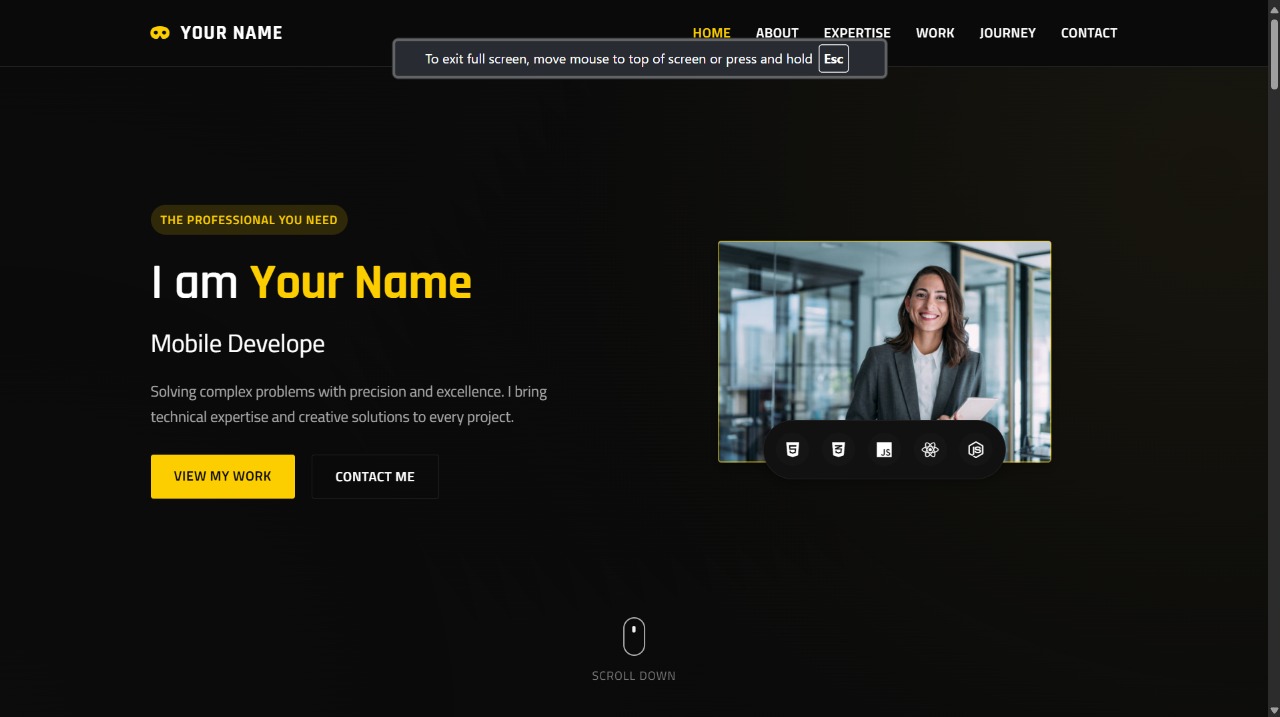 YOUR NAME
HOME ABOUT EXPERTISE WORK JOURNEY CONTACT
To exit full screen, move mouse to top of screen or press and hold Esc
THE PROFESSIONAL YOU NEED
I am Your Name
Mobile Develope
Solving complex problems with precision and excellence. I bring
technical expertise and creative solutions to every project.
VIEW MY WORK CONTACT ME
5 3 JS JS
SCROLL DOWN